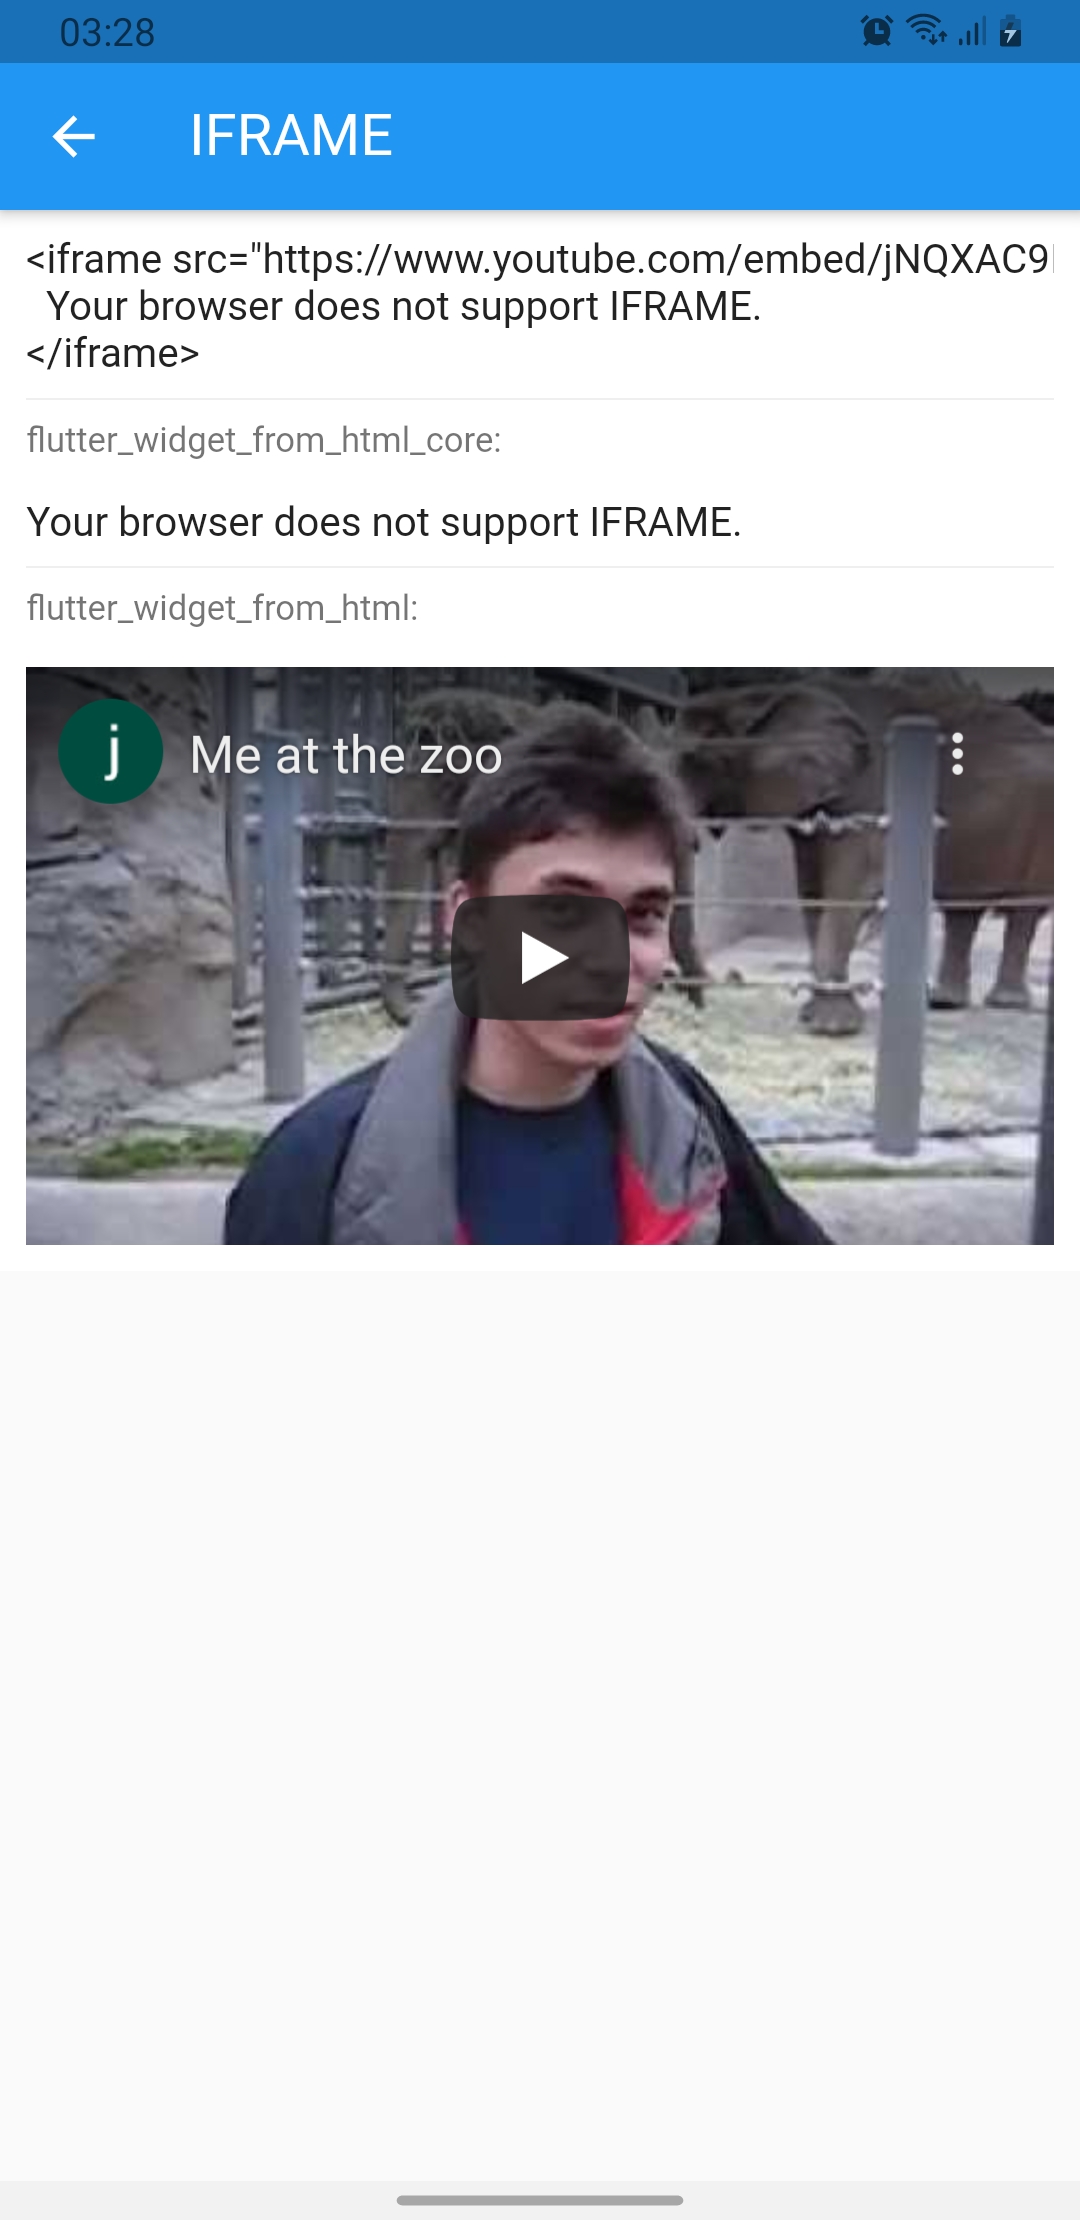 03:28
IFRAME
<iframe src="https://www.youtube.com/embed/jNQXAC9
Your browser does not support IFRAME.
</iframe>
flutter_widget_from_html_core:
Your browser does not support IFRAME.
flutter_widget_from_html:
j Me at the zoo